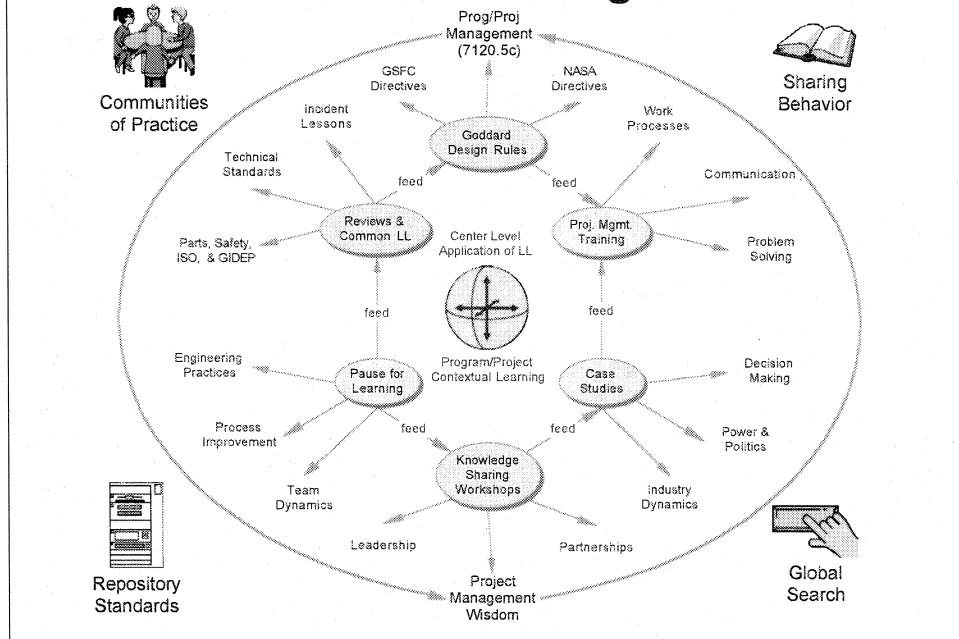 Prog/Proj
Management
(7120.5c)
Communities
of Practice
Sharing
Behavior
GSFC
Directives
NASA
Directives
Incident
Lessons
Work
Processes
Goddard
Design Rules
Technical
Standards
feed
feed
Communication
Reviews &
Common LL
Proj. Mgmt.
Training
Parts, Safety,
ISO, & GIDEP
Center Level
Application of LL
Problem
Solving
feed
feed
Engineering
Practices
Program/Project
Contextual Learning
Pause for
Learning
Case
Studies
Decision
Making
Process
Improvement
feed
feed
Power &
Politics
Knowledge
Sharing
Workshops
Team
Dynamics
Industry
Dynamics
Leadership
Partnerships
Repository
Standards
Project
Management
Wisdom
Global
Search